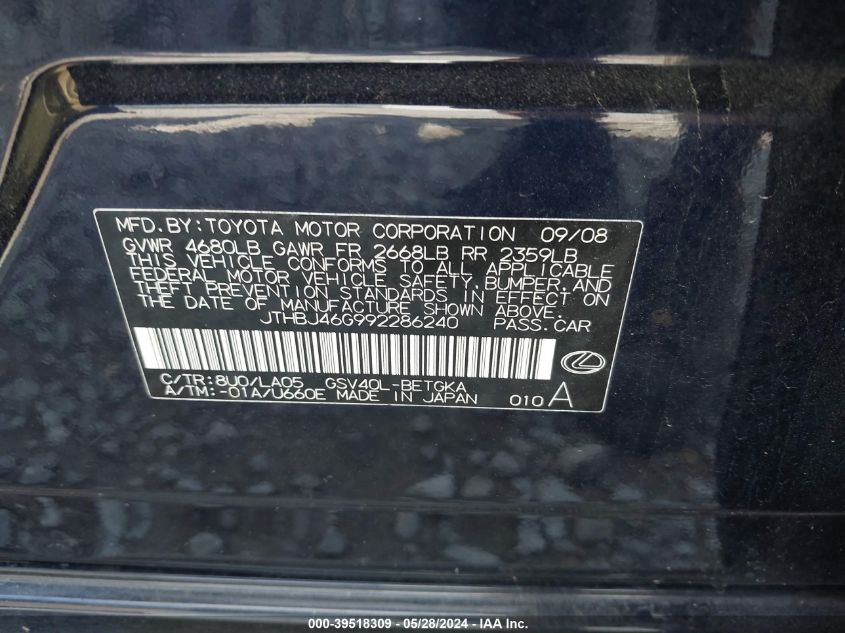 MFD.BY:TOYOTA MOTOR CORPORATION 09/08
GVWR 4680LB GAWR FR 2668LB RR 2359LB
THIS VEHICLE CONFORMS TO ALL APPLICABLE
FEDERAL MOTOR VEHICLE SAFETY,BUMPER,AND
THEFT PREVENTION STANDARDS IN EFFECT ON
THE DATE OF MANUFACTURE SHOWN ABOVE.
JTHBJ46G992286240 PASS.CAR
C/TR:8U0/LA05 GSV40L-BETGKA
A/TM:-01A/U660E MADE IN JAPAN 010 A
000-39518309 - 05/28/2024 - © IAA Holdings, LLC.